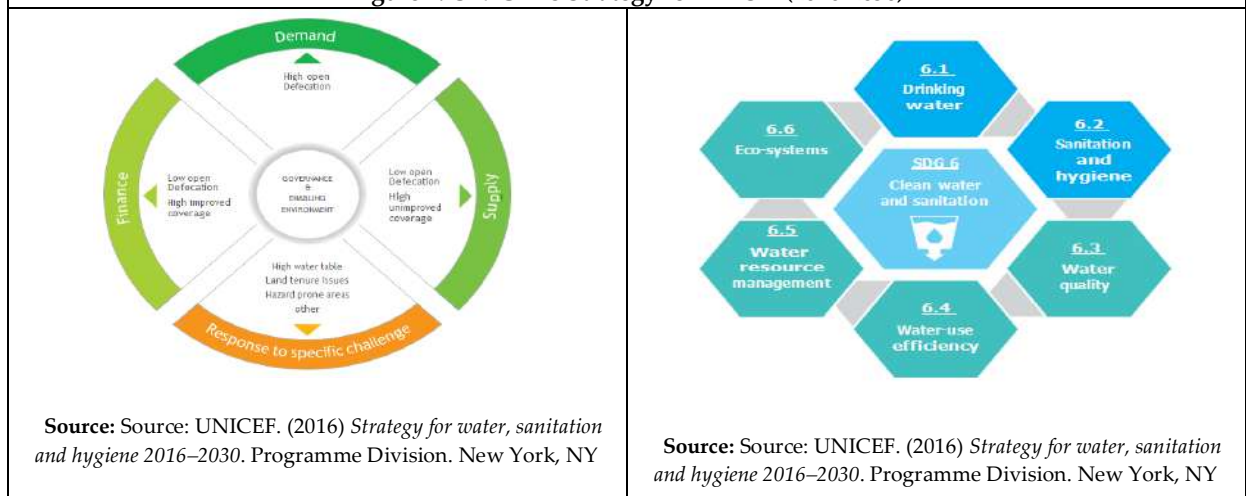 Demand
High open
Defecation
Finance
Low open
Defecation
High improved
coverage
GOVERNANCE
&
ENABLING
ENVIRONMENT
Low open
Defecation
High
unimproved
coverage
Supply
High water table
Land tenure issues
Hazard prone areas
other
Response to specific challenge
Source: Source: UNICEF. (2016) Strategy for water, sanitation
and hygiene 2016–2030. Programme Division. New York, NY
6.1
Drinking
water
6.2
Sanitation
and
hygiene
6.6
Eco-systems
SDG 6
Clean water
and sanitation
6.5
Water
resource
management
6.3
Water
quality
6.4
Water-use
efficiency
Source: Source: UNICEF. (2016) Strategy for water, sanitation
and hygiene 2016–2030. Programme Division. New York, NY